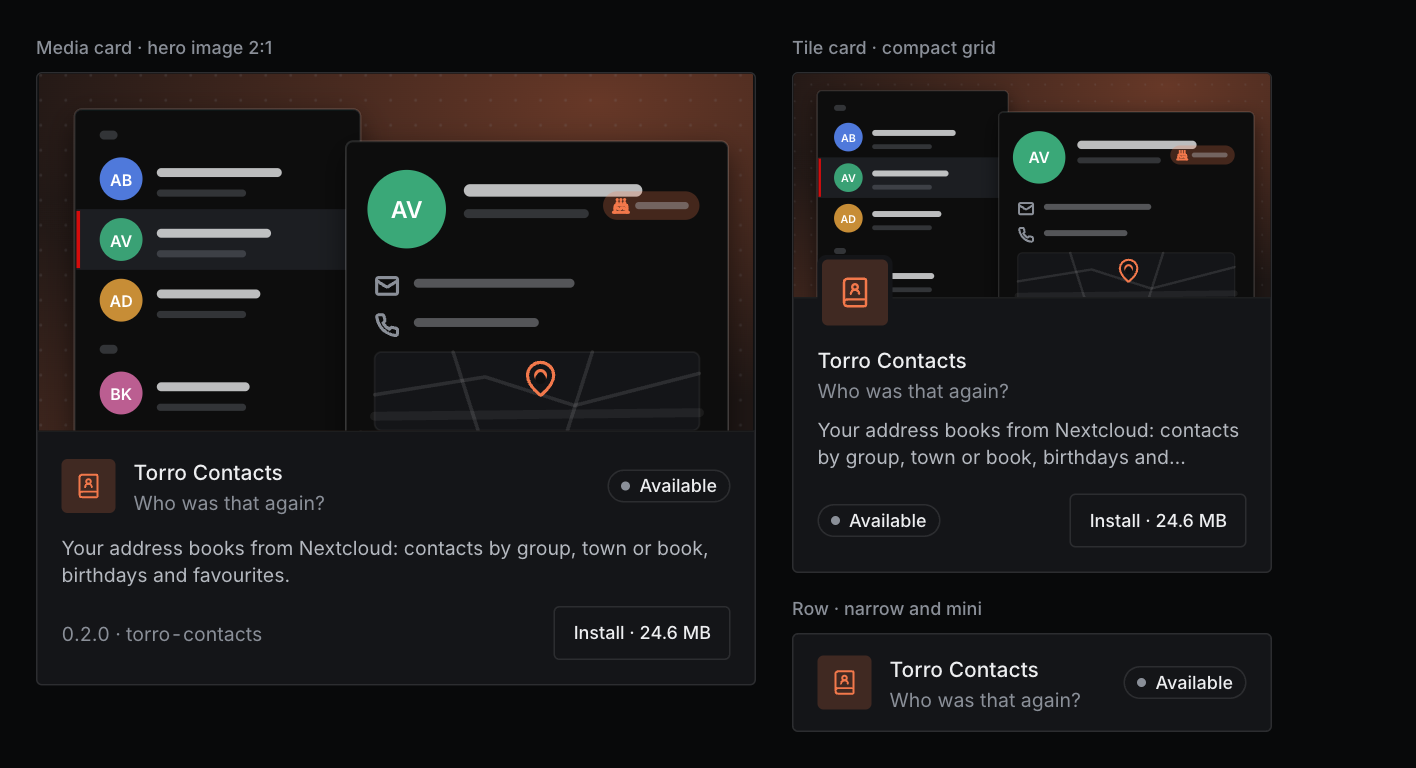 Media card · hero image 2:1
AB
AV
AD
BK
AV
Torro Contacts
Who was that again?
Available
Your address books from Nextcloud: contacts by group, town or book,
birthdays and favourites.
0.2.0 · torro-contacts
Install · 24.6 MB
Tile card · compact grid
AB
AV
AD
AV
Torro Contacts
Who was that again?
Your address books from Nextcloud: contacts
by group, town or book, birthdays and...
Available
Install · 24.6 MB
Row · narrow and mini
Torro Contacts
Who was that again?
Available